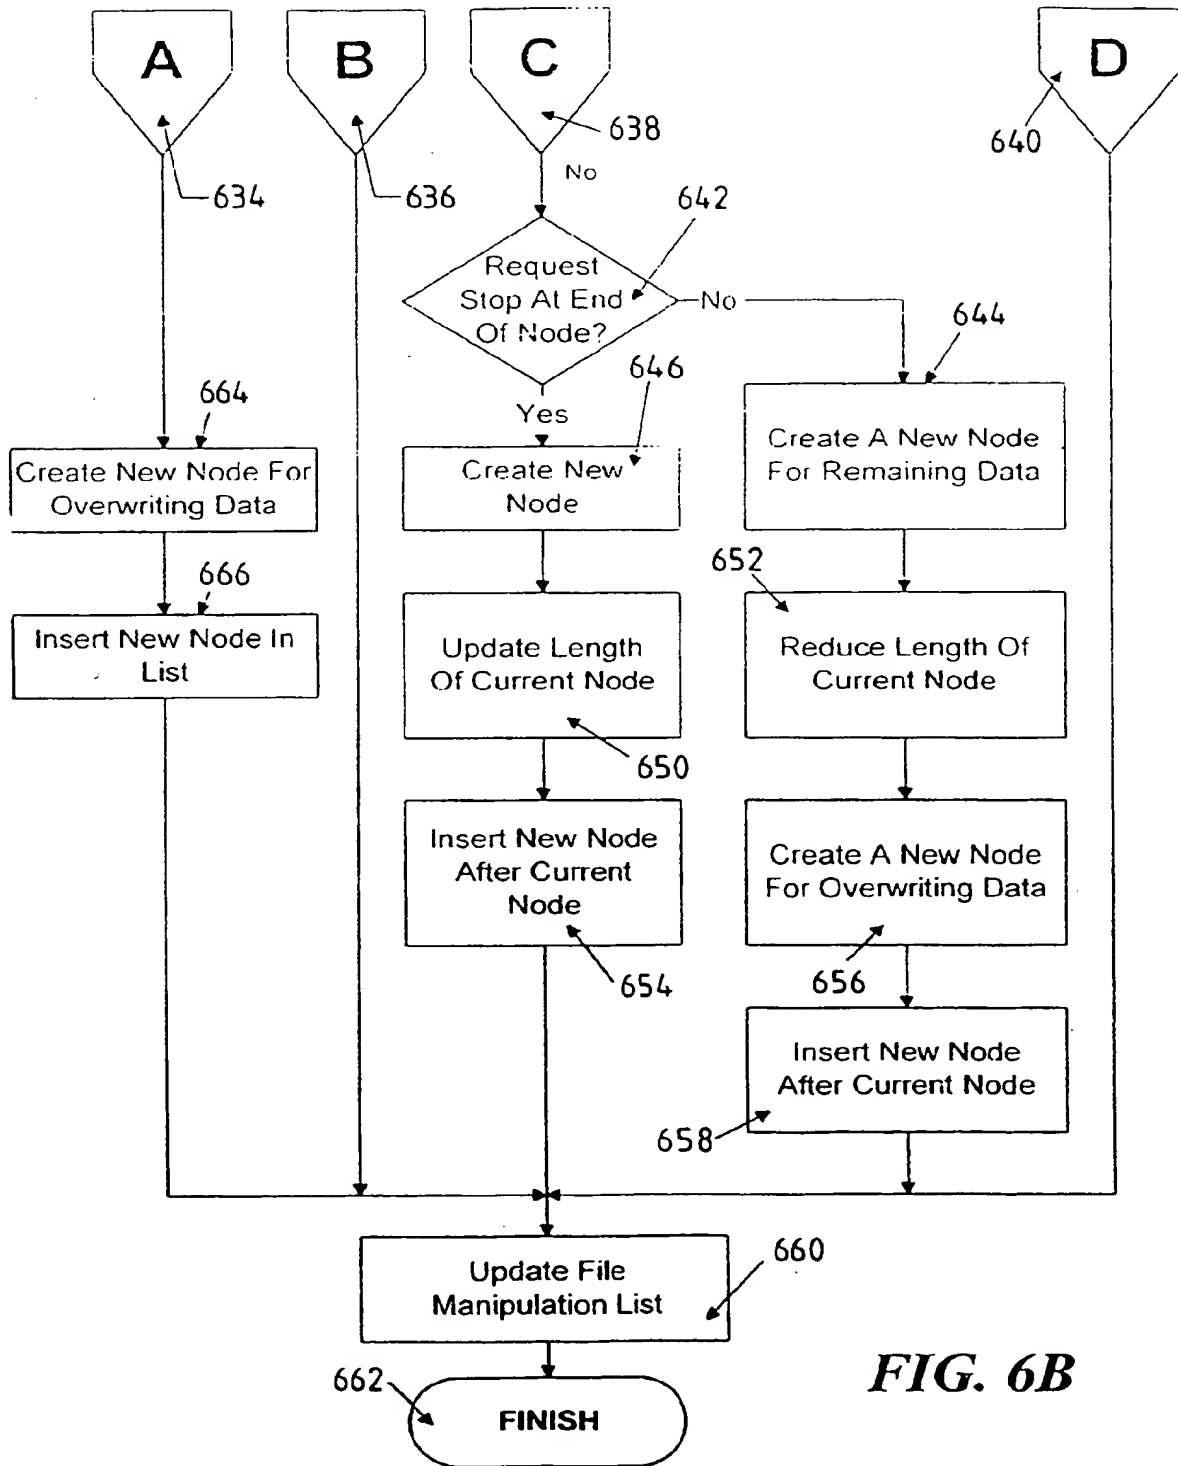 A
B
C
D
634
636
638
640
No
642
Request
Stop At End
Of Node?
No
Yes
644
646
664
Create New Node For
Overwriting Data
Create New
Node
Create A New Node
For Remaining Data
666
652
Insert New Node In
List
Update Length
Of Current Node
650
Reduce Length Of
Current Node
Insert New Node
After Current
Node
654
Create A New Node
For Overwriting Data
656
Insert New Node
After Current Node
658
Update File
Manipulation List
660
662
FINISH
FIG. 6B